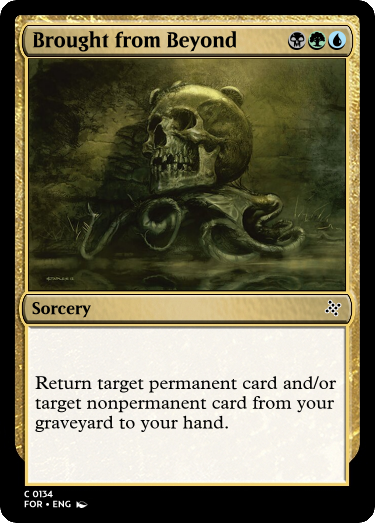 Brought from Beyond
Sorcery
Return target permanent card and/or
target nonpermanent card from your
graveyard to your hand.
C 0134
FOR • ENG